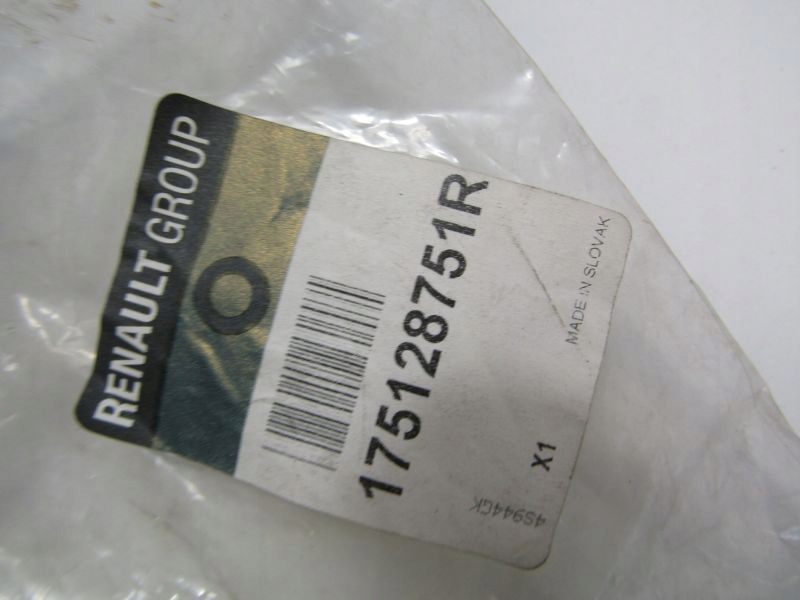 RENAULT GROUP
175128751R
MADE IN SLOVAK
X1
4S944GK